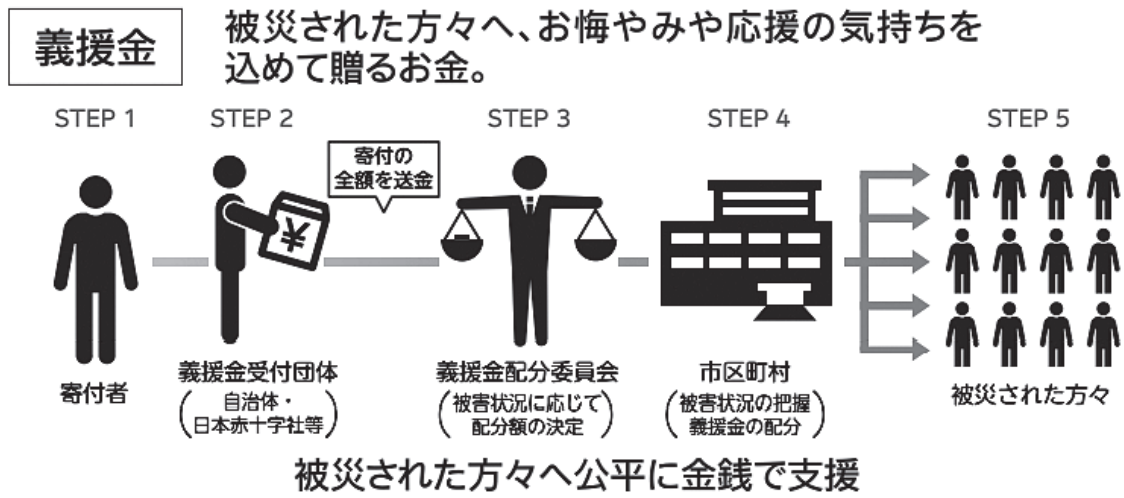 義援金
被災された方々へ、お悔やみや応援の気持ちを
込めて贈るお金。
STEP 1
STEP 2
STEP 3
STEP 4
STEP 5
寄付の
全額を送金
¥
寄付者
義援金受付団体
(自治体・
日本赤十字社等)
義援金配分委員会
(被害状況に応じて
配分額の決定)
市区町村
(被害状況の把握
義援金の配分)
被災された方々
被災された方々へ公平に金銭で支援